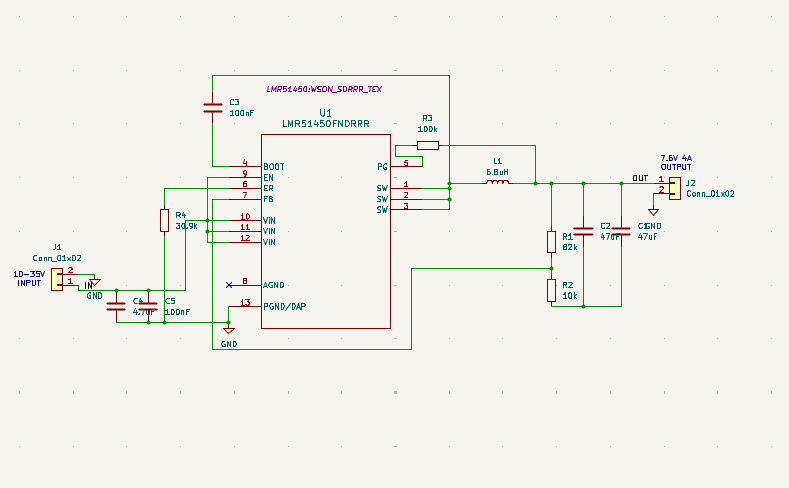 LMR51450:WSON_SDRRR_TEX
U1
LMR51450FNDRRR
C3
100nF
R3
100k
4
BOOT
9
EN
6
ER
7
FB
PG
5
SW
1
SW
2
SW
3
10
VIN
11
VIN
12
VIN
8
AGND
13
PGND/DAP
GND
L1
6.8uH
7.6V 4A
OUTPUT
OUT
1
2
J2
Conn_01x02
R4
30.9k
J1
Conn_01x02
10-35V
INPUT
2
1
IN
GND
C4
4.7uF
C5
100nF
R1
82k
C2
47uF
C1
GND
47uF
R2
10k